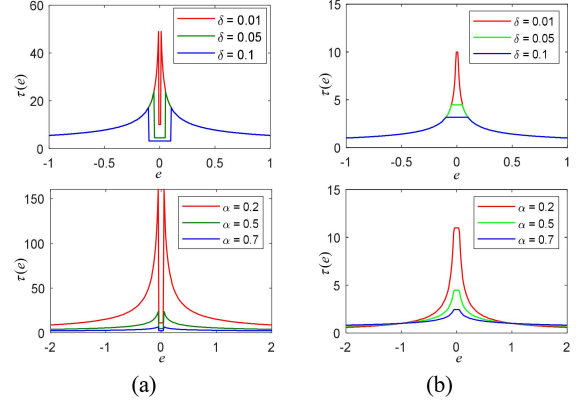 60
40
20
0
τ(e)
-1
-0.5
0
0.5
1
e
δ = 0.01
δ = 0.05
δ = 0.1
15
10
5
0
τ(e)
-1
-0.5
0
0.5
1
e
δ = 0.01
δ = 0.05
δ = 0.1
150
100
50
0
τ(e)
-2
-1
0
1
2
e
α = 0.2
α = 0.5
α = 0.7
15
10
5
0
τ(e)
-2
-1
0
1
2
e
α = 0.2
α = 0.5
α = 0.7
(a)
(b)